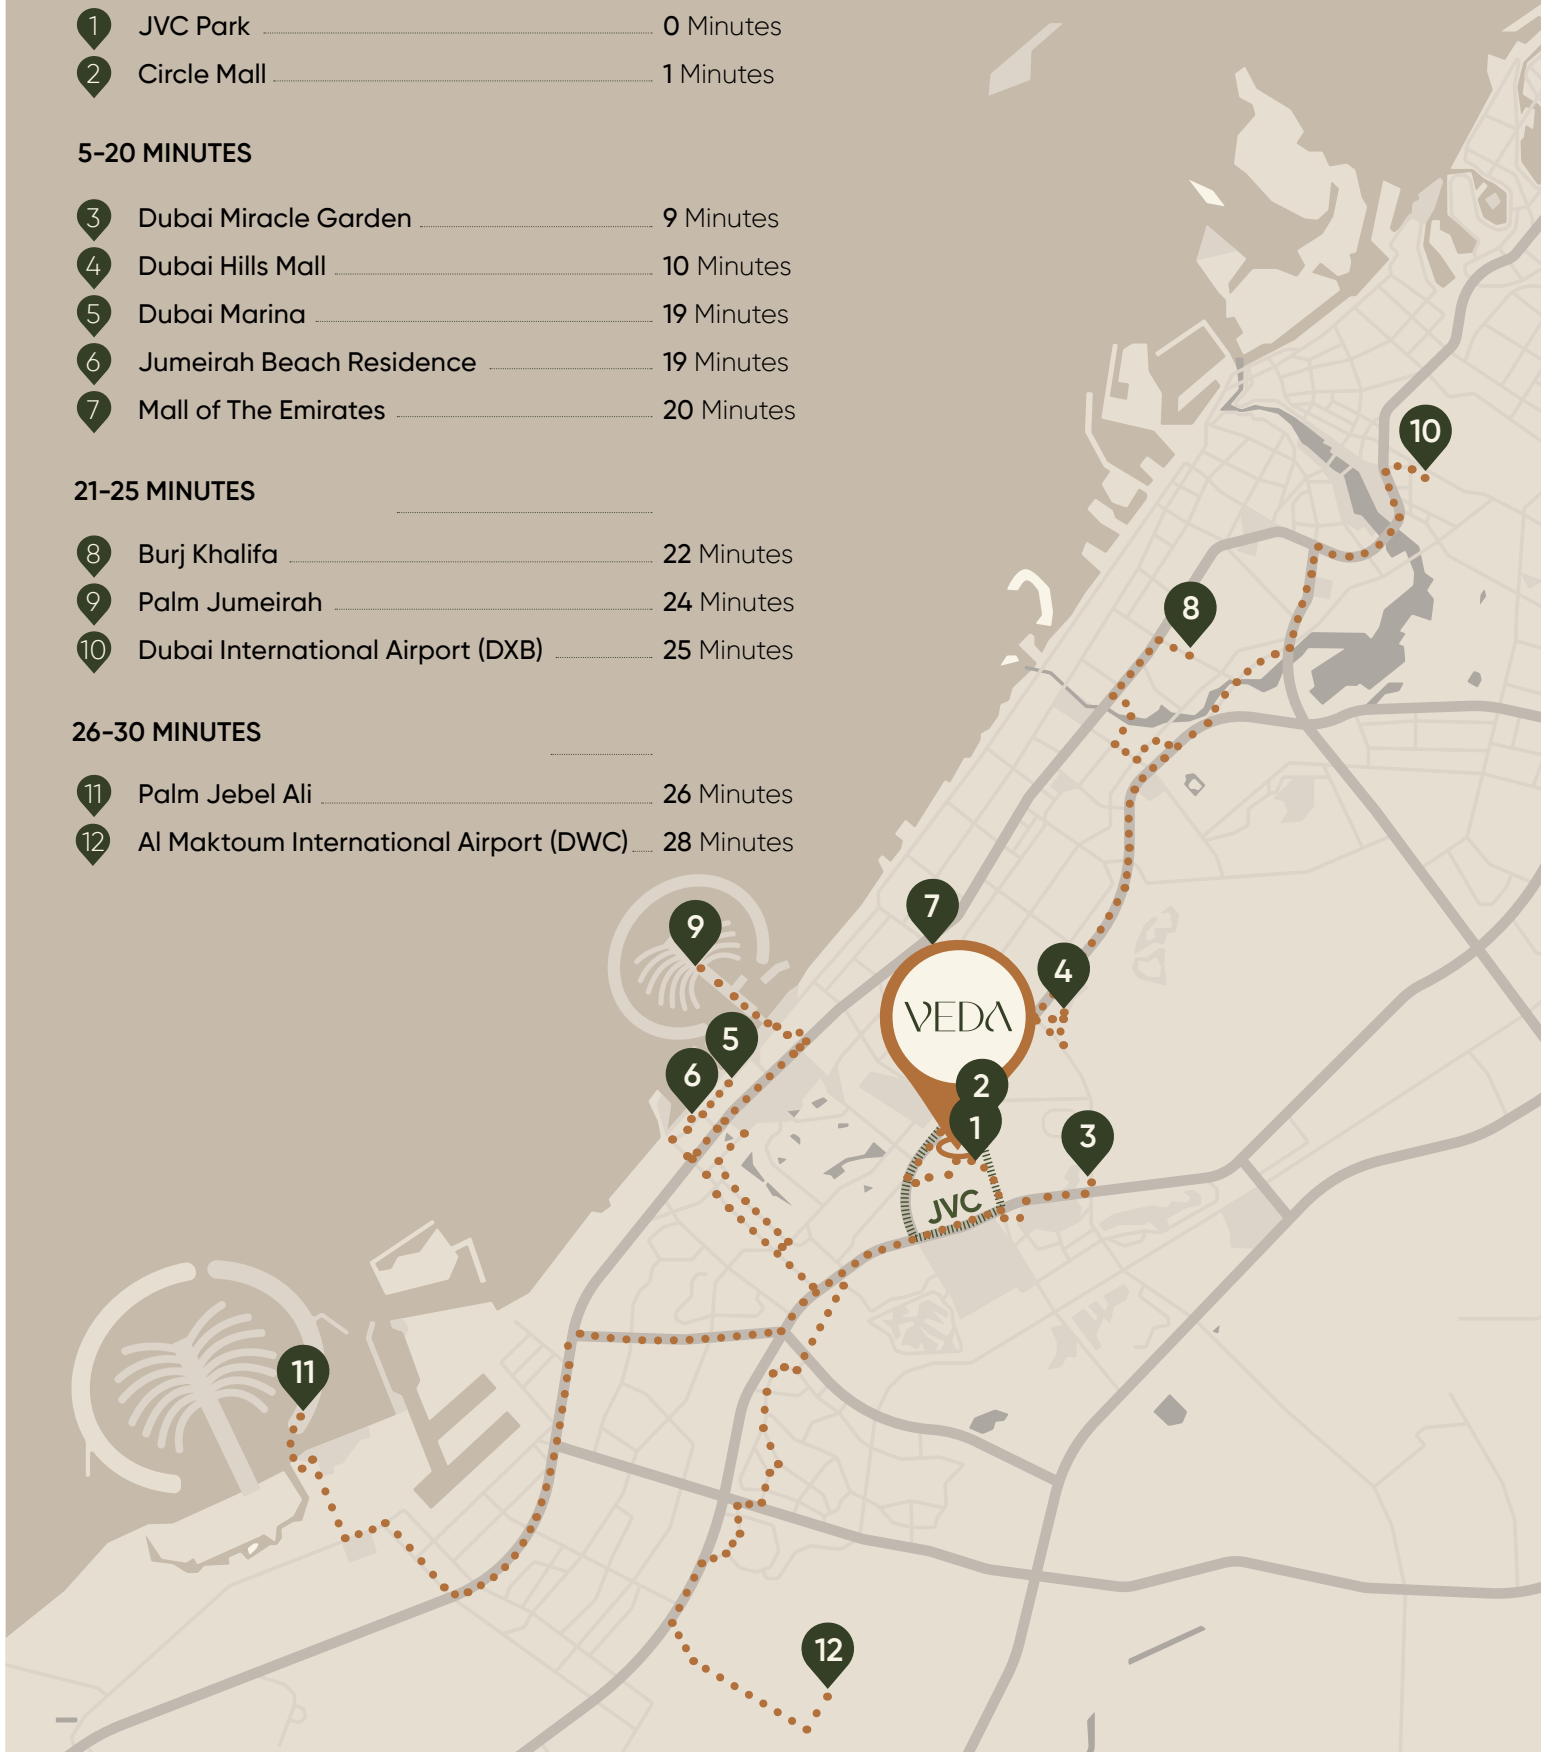 1 JVC Park 0 Minutes
2 Circle Mall 1 Minutes
5-20 MINUTES
3 Dubai Miracle Garden 9 Minutes
4 Dubai Hills Mall 10 Minutes
5 Dubai Marina 19 Minutes
6 Jumeirah Beach Residence 19 Minutes
7 Mall of The Emirates 20 Minutes
21-25 MINUTES
8 Burj Khalifa 22 Minutes
9 Palm Jumeirah 24 Minutes
10 Dubai International Airport (DXB) 25 Minutes
26-30 MINUTES
11 Palm Jebel Ali 26 Minutes
12 Al Maktoum International Airport (DWC) 28 Minutes
10
8
7
9
4
VEDA
5
6
2
1
3
JVC
11
12